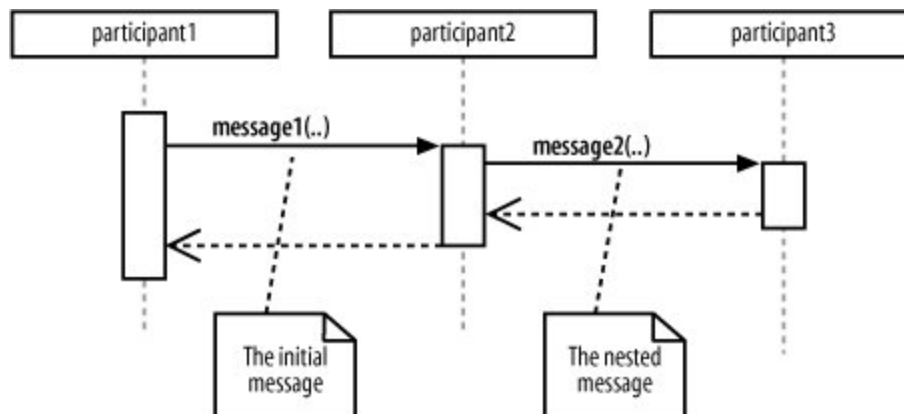 participant1
participant2
participant3
message1(..)
message2(..)
The initial
message
The nested
message